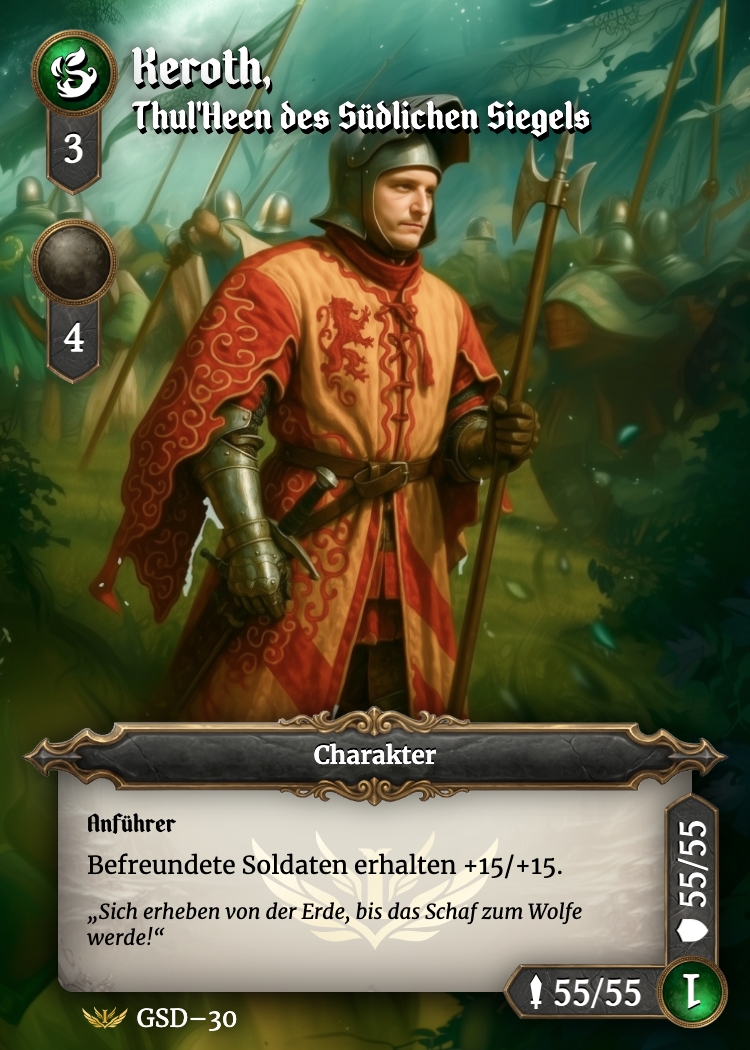 Keroth,
Thul'Heen des Südlichen Siegels
3
4
Charakter
Anführer
Befreundete Soldaten erhalten +15/+15.
„Sich erheben von der Erde, bis das Schaf zum Wolfe
werde!“
55/55
55/55
1
GSD–30